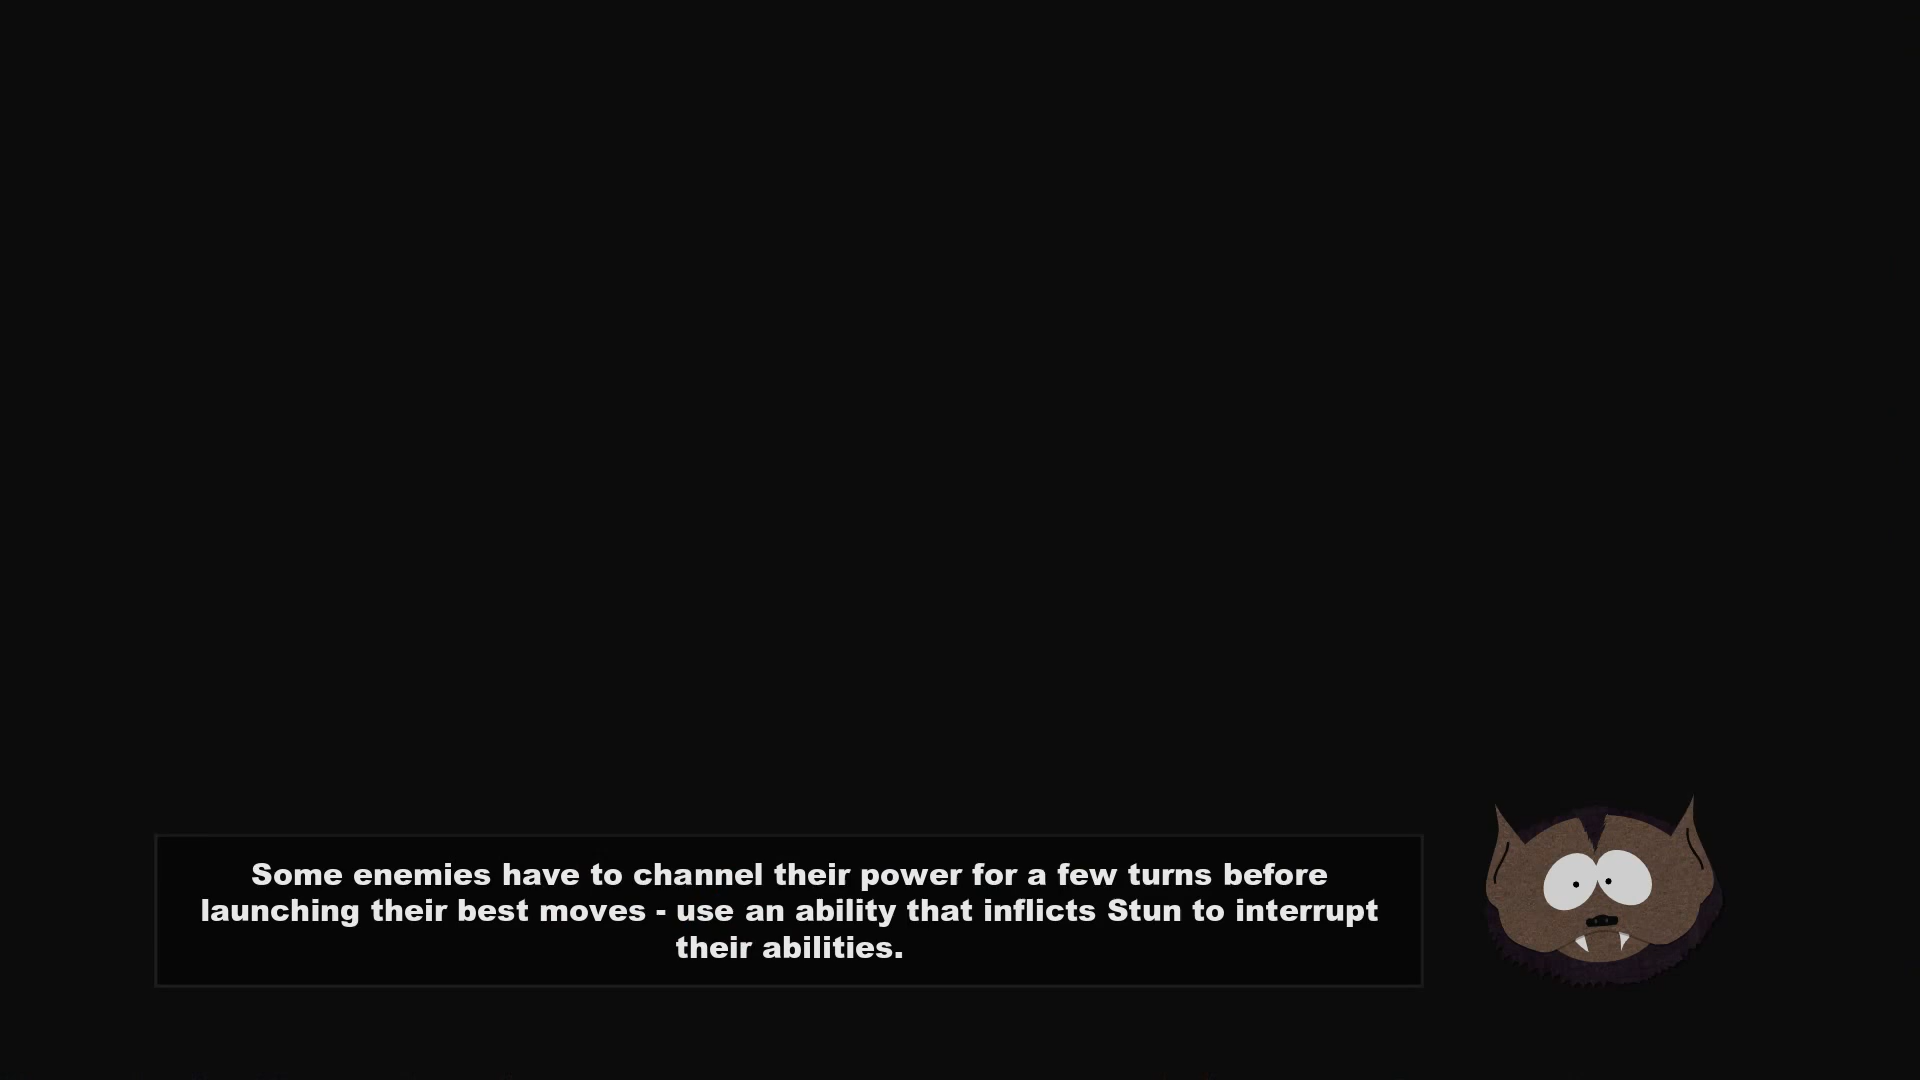 Some enemies have to channel their power for a few turns before
launching their best moves - use an ability that inflicts Stun to interrupt
their abilities.